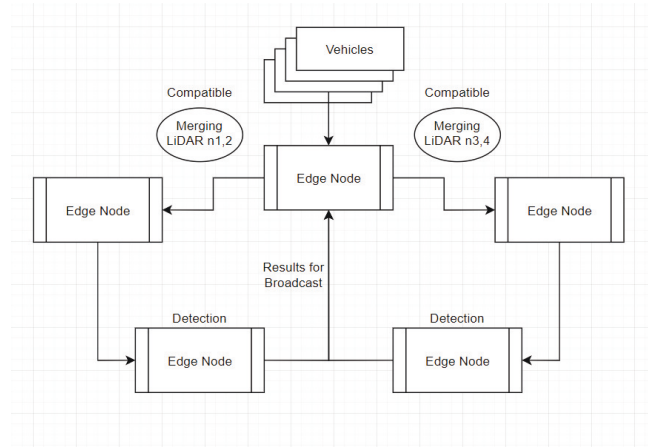 Vehicles
Compatible
Compatible
Merging
LiDAR n1,2
Merging
LiDAR n3,4
Edge Node
Edge Node
Edge Node
Results for
Broadcast
Detection
Detection
Edge Node
Edge Node